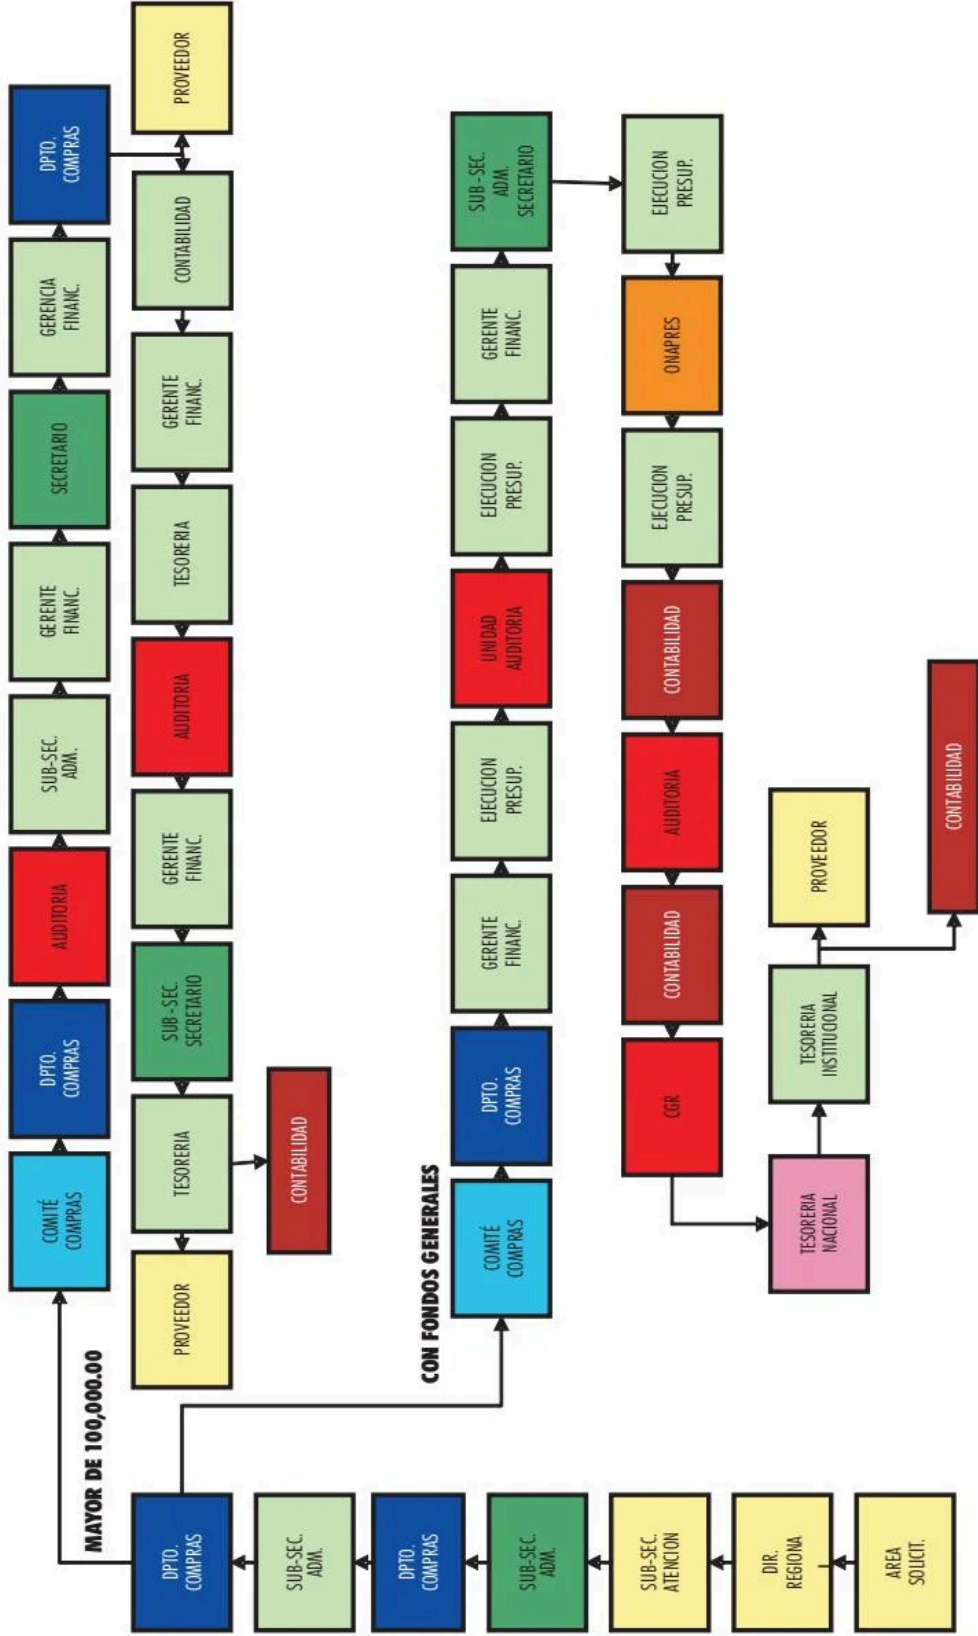 COMITÉ
COMPRAS
DPTO.
COMPRAS
AUDITORIA
SUB-SEC.
ADM.
GERENTE
FINANC.
SECRETARIO
GERENCIA
FINANC.
DPTO.
COMPRAS
MAYOR DE 100,000.00
PROVEEDOR
TESORERIA
SUB-SEC.
SECRETARIO
GERENTE
FINANC.
AUDITORIA
TESORERIA
GERENTE
FINANC.
CONTABILIDAD
PROVEEDOR
CONTABILIDAD
DPTO.
COMPRAS
SUB-SEC.
ADM.
DPTO.
COMPRAS
SUB-SEC.
ADM.
SUB-SEC.
ATENCION
DIR.
REGIONA
AREA
SOLICIT.
CON FONDOS GENERALES
COMITÉ
COMPRAS
DPTO.
COMPRAS
GERENTE
FINANC.
EJECUCION
PRESUP.
UNIDAD
AUDITORIA
EJECUCION
PRESUP.
GERENTE
FINANC.
SUB-SEC.
ADM.
SECRETARIO
CGR
CONTABILIDAD
AUDITORIA
CONTABILIDAD
EJECUCION
PRESUP.
ONAPRES
EJECUCION
PRESUP.
TESORERIA
NACIONAL
TESORERIA
INSTITUCIONAL
PROVEEDOR
CONTABILIDAD